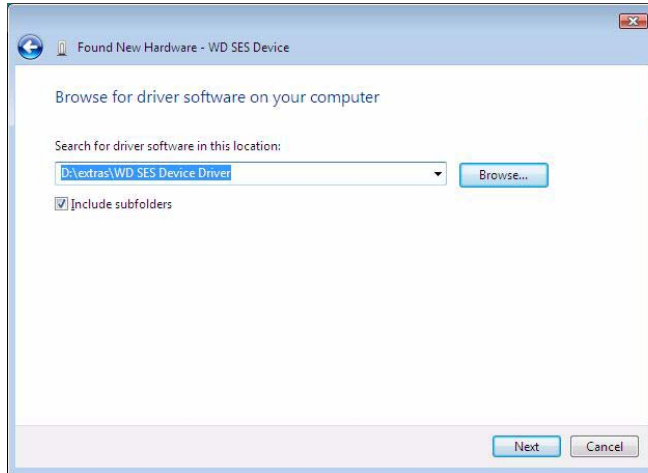 Found New Hardware - WD SES Device
Browse for driver software on your computer
Search for driver software in this location:
D:\extras\WD SES Device Driver
Browse...
Include subfolders
Next
Cancel